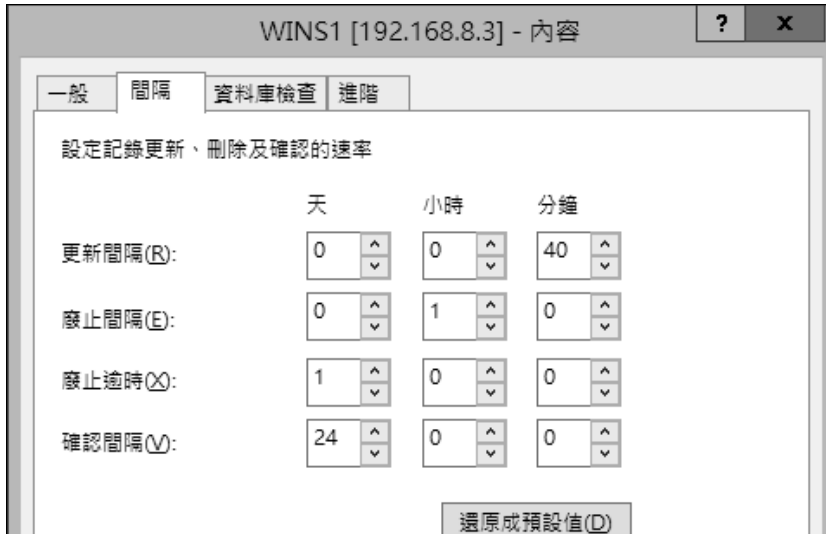 WINS1 [192.168.8.3] - 內容 ? x
一般 間隔 資料庫檢查 進階
設定記錄更新、刪除及確認的速率
天 小時 分鐘
更新間隔(R): 0 0 40
廢止間隔(E): 0 1 0
廢止逾時(X): 1 0 0
確認間隔(V): 24 0 0
還原成預設值(D)